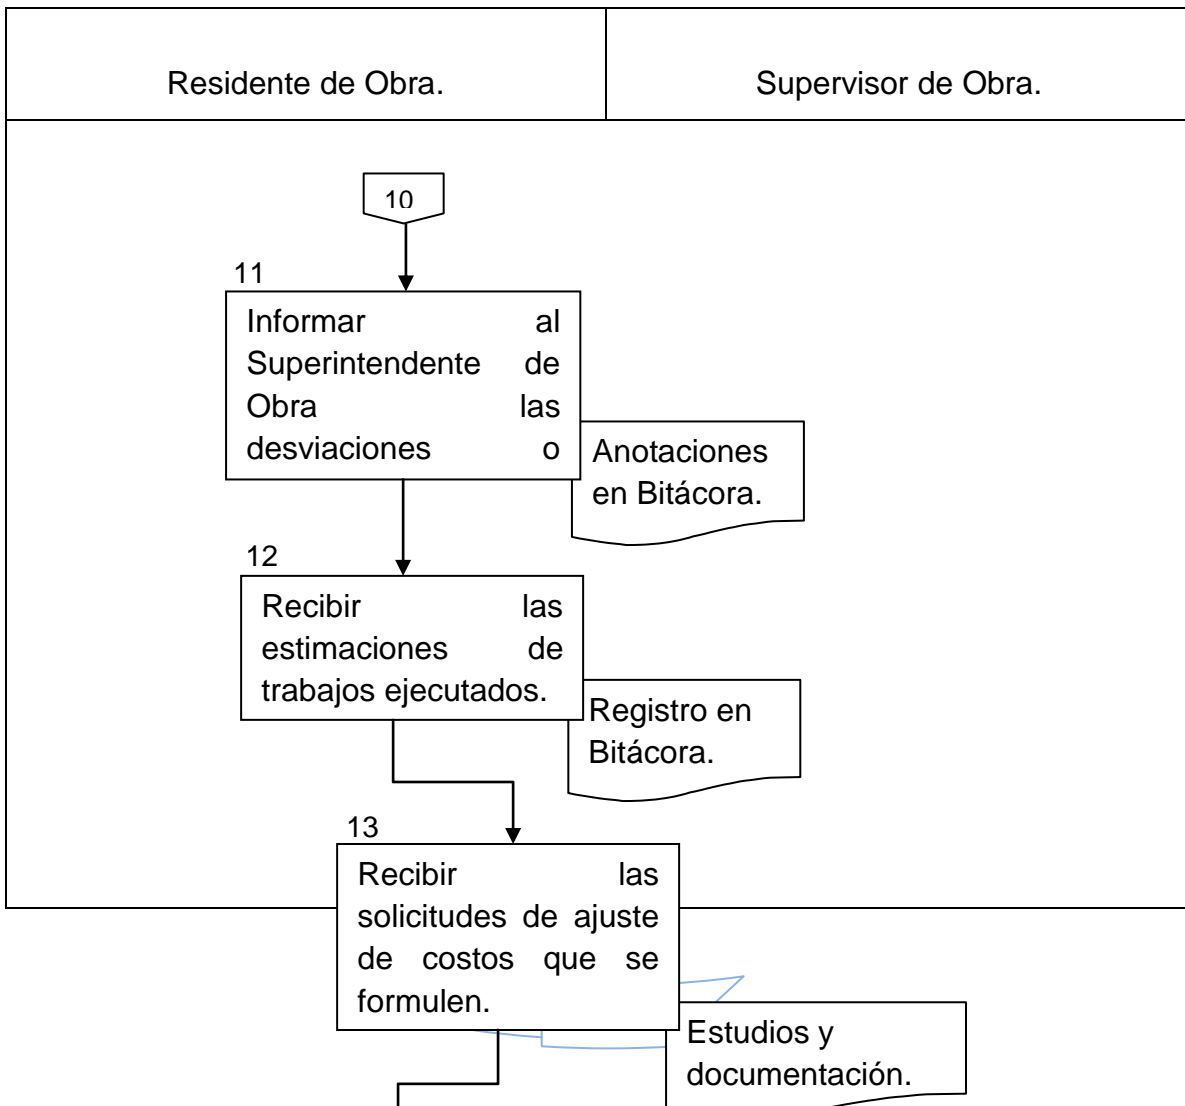 Residente de Obra.
Supervisor de Obra.
10
11
Informar al
Superintendente de
Obra las
desviaciones o
Anotaciones
en Bitácora.
12
Recibir las
estimaciones de
trabajos ejecutados.
Registro en
Bitácora.
13
Recibir las
solicitudes de ajuste
de costos que se
formulen.
Estudios y
documentación.